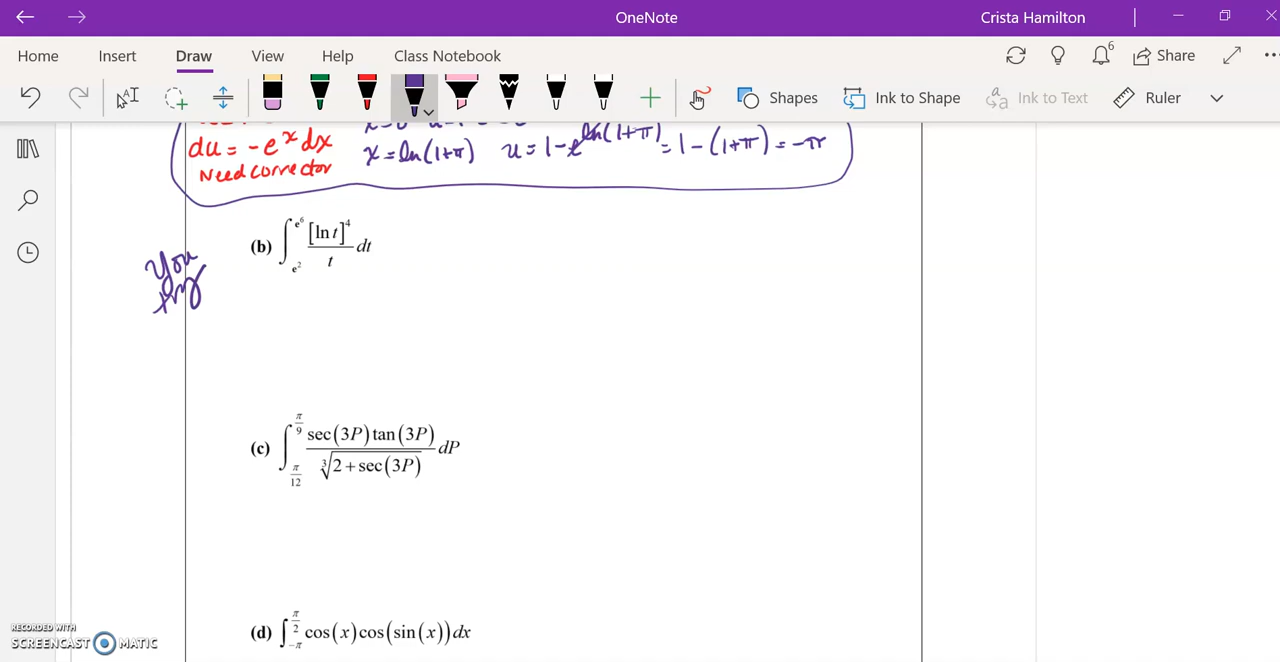 OneNote
Crista Hamilton
Home Insert Draw View Help Class Notebook
6
Share
Shapes
Ink to Shape
Ink to Text
Ruler
du = -e^x dx
Need corrector
x = ln(1+π) u = 1-e^{ln(1+π)} = 1-(1+π) = -π
(b) ∫_{e^2}^{e^6} [ln t]^4 / t dt
You
try
(c) ∫_{π/12}^{π/9} sec(3P)tan(3P) / ∛(2+sec(3P)) dP
(d) ∫_{-π}^{π/2} cos(x)cos(sin(x))dx
RECORDED WITH
SCREENCAST MATIC